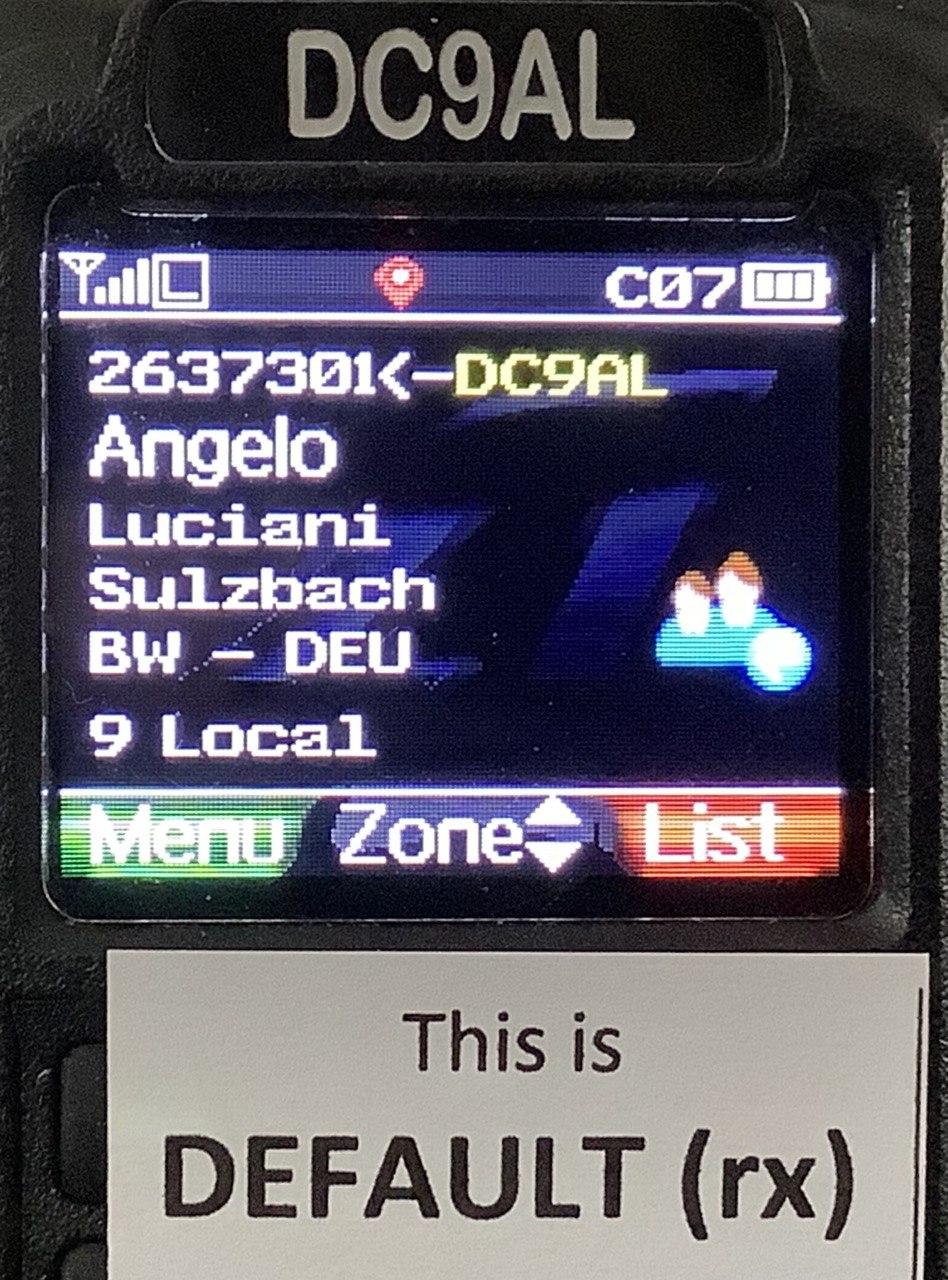 DC9AL
L C07
2637301<-DC9AL
Angelo
Luciani
Sulzbach
BW - DEU
9 Local
Menu Zone List
This is
DEFAULT (rx)